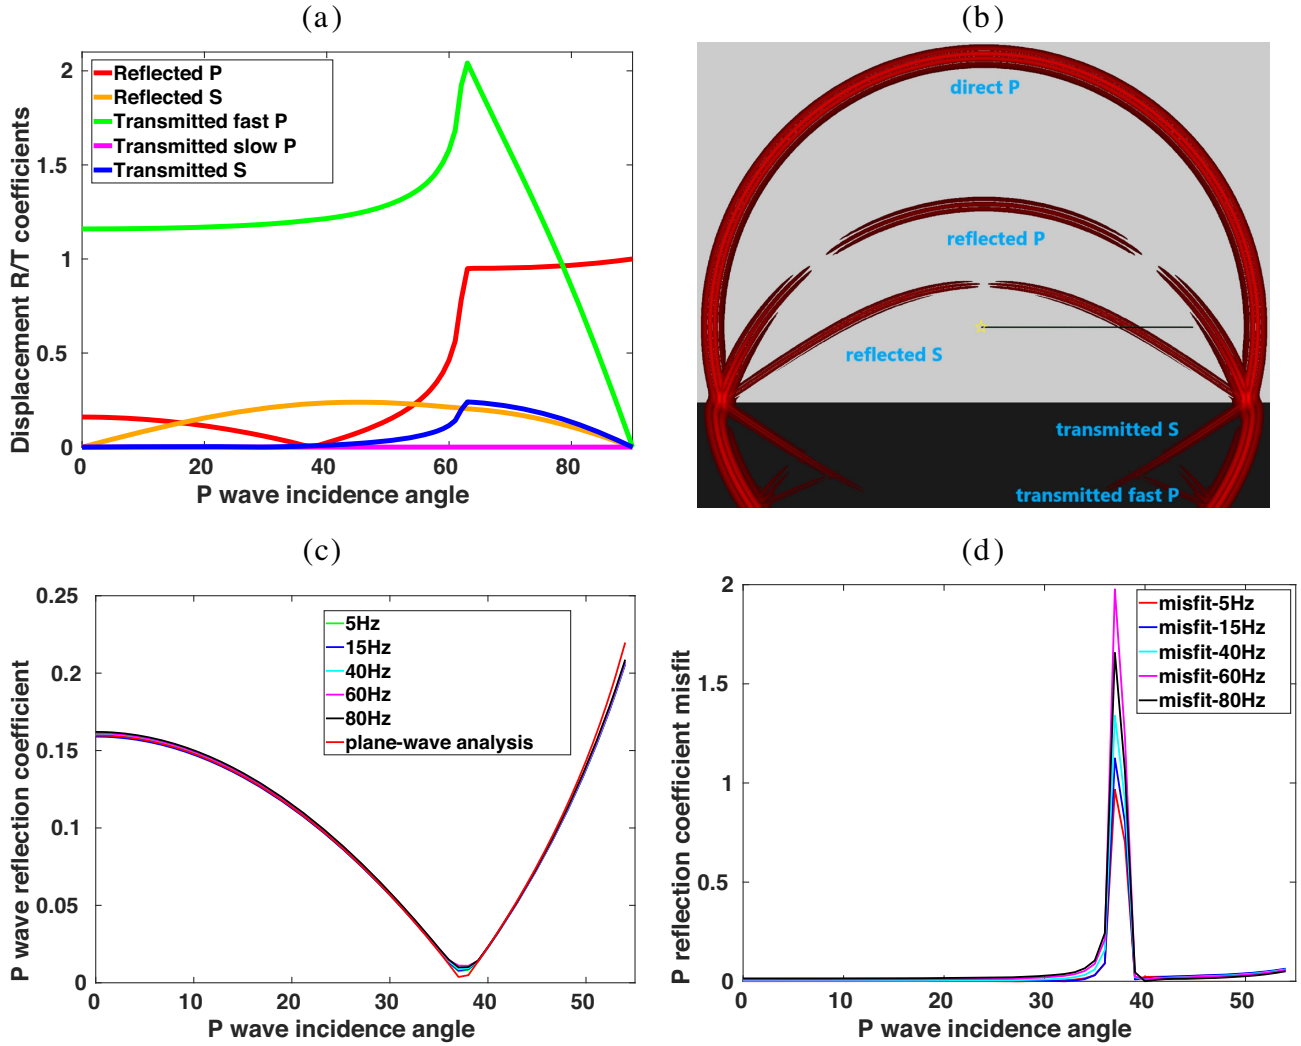 (a)
Displacement R/T coefficients
2
1.5
1
0.5
0
Reflected P
Reflected S
Transmitted fast P
Transmitted slow P
Transmitted S
0 20 40 60 80
P wave incidence angle
(b)
direct P
reflected P
reflected S
transmitted S
transmitted fast P
(c)
P wave reflection coefficient
0.25
0.2
0.15
0.1
0.05
0
5Hz
15Hz
40Hz
60Hz
80Hz
plane-wave analysis
0 10 20 30 40 50
P wave incidence angle
(d)
P reflection coefficient misfit
2
1.5
1
0.5
0
misfit-5Hz
misfit-15Hz
misfit-40Hz
misfit-60Hz
misfit-80Hz
0 10 20 30 40 50
P wave incidence angle